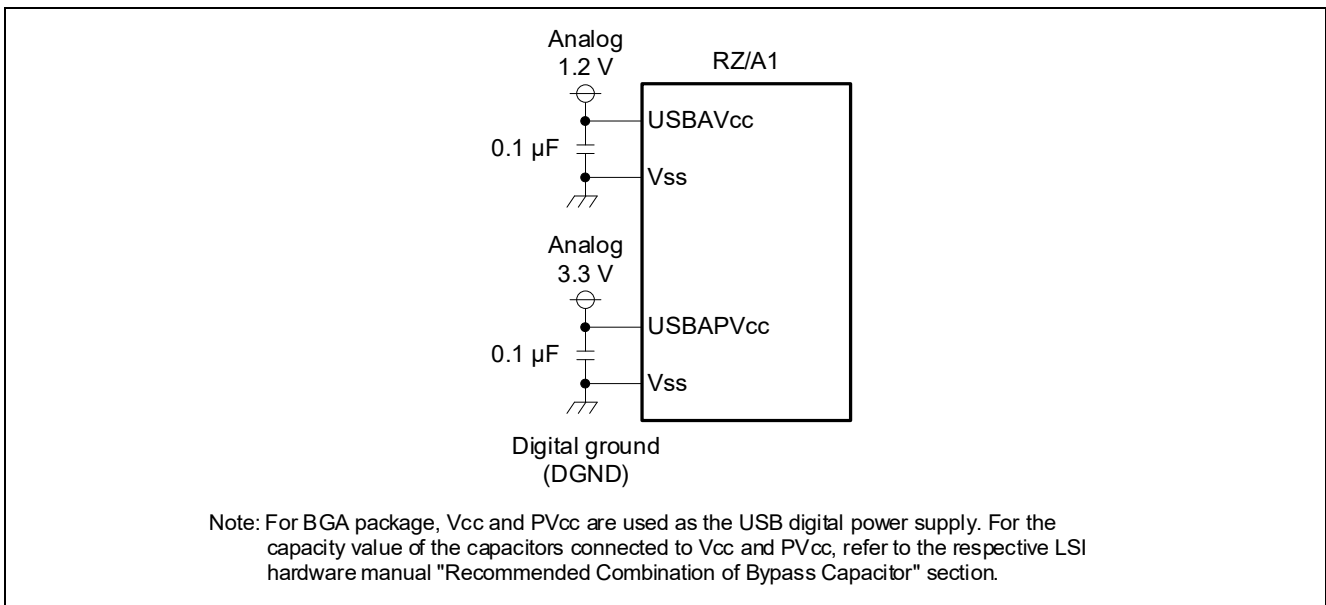 Analog
1.2 V
RZ/A1
USBAVcc
0.1 µF
Vss
Analog
3.3 V
USBAPVcc
0.1 µF
Vss
Digital ground
(DGND)
Note: For BGA package, Vcc and PVcc are used as the USB digital power supply. For the
capacity value of the capacitors connected to Vcc and PVcc, refer to the respective LSI
hardware manual "Recommended Combination of Bypass Capacitor" section.